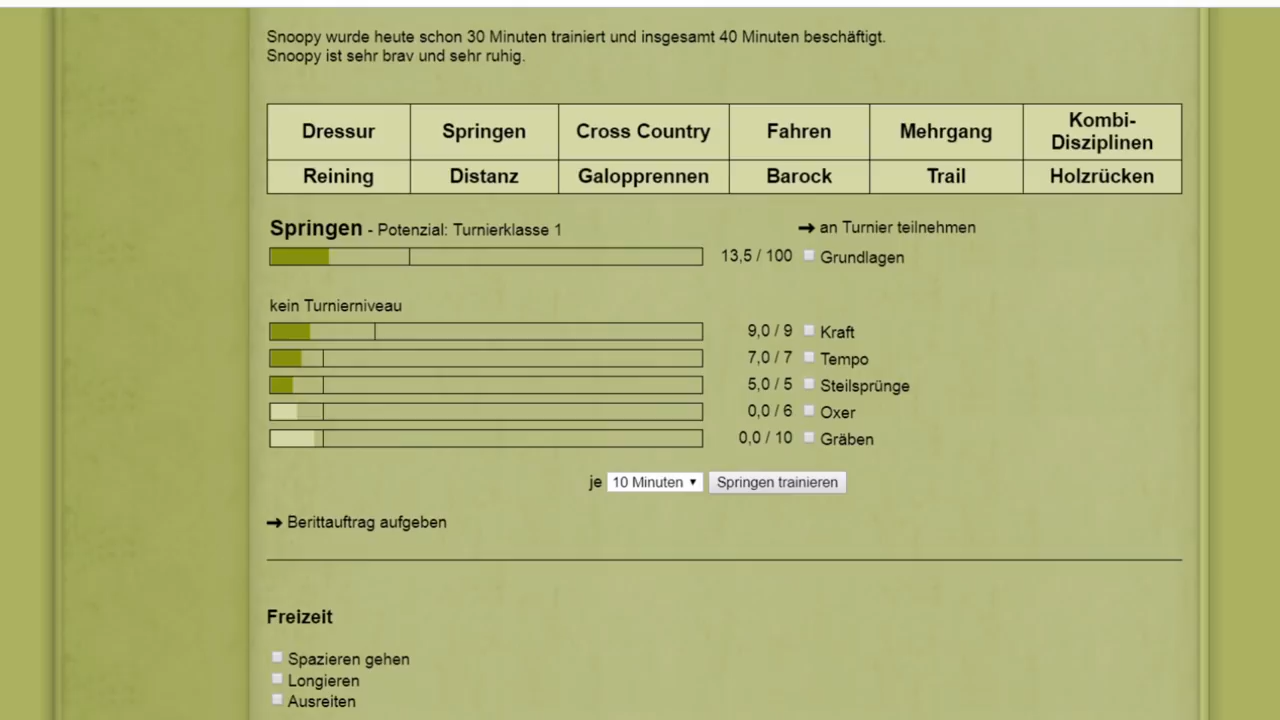 Snoopy wurde heute schon 30 Minuten trainiert und insgesamt 40 Minuten beschäftigt.
Snoopy ist sehr brav und sehr ruhig.
Dressur Springen Cross Country Fahren Mehrgang Kombi-Disziplinen
Reining Distanz Galopprennen Barock Trail Holzrücken
Springen - Potenzial: Turnierklasse 1 ➞ an Turnier teilnehmen
13,5 / 100 Grundlagen
kein Turnierniveau
9,0 / 9 Kraft
7,0 / 7 Tempo
5,0 / 5 Steilsprünge
0,0 / 6 Oxer
0,0 / 10 Gräben
je 10 Minuten ▼ Springen trainieren
➞ Berittauftrag aufgeben
Freizeit
Spazieren gehen
Longieren
Ausreiten